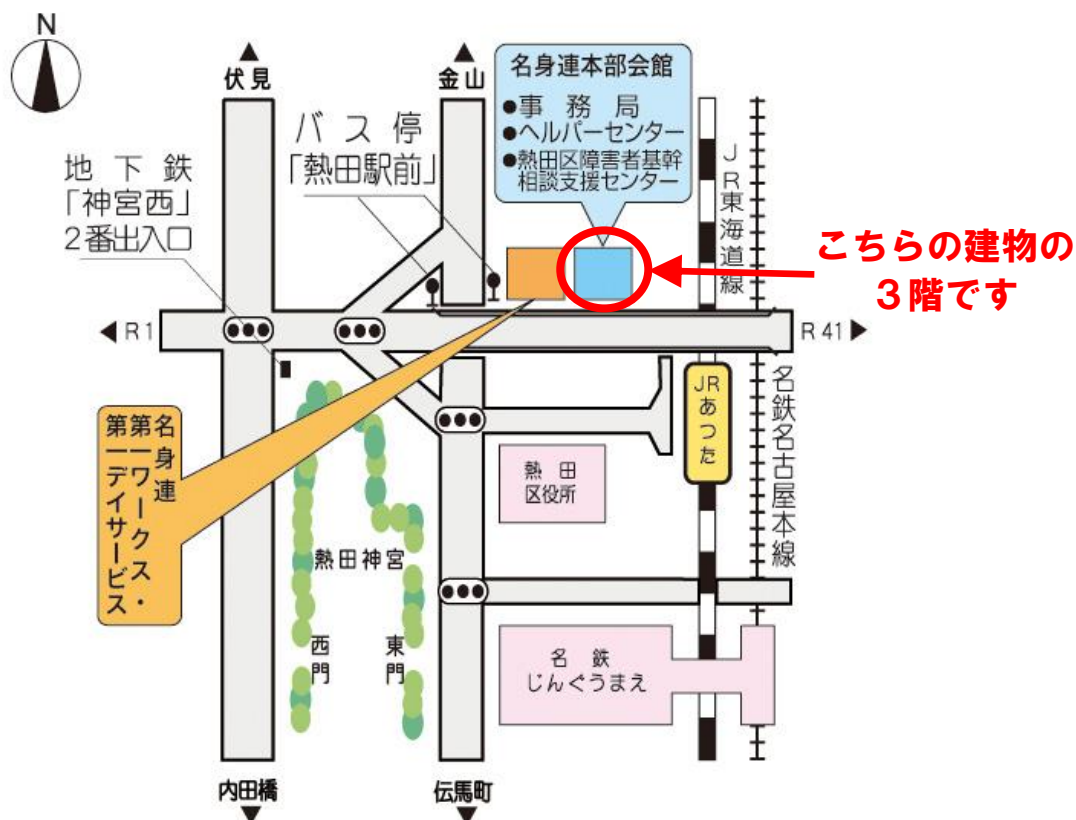 N
伏見
金山
名身連本部会館
●事務局
●ヘルパーセンター
●熱田区障害者基幹
相談支援センター
バス停
「熱田駅前」
地下鉄
「神宮西」
2番出入口
JR東海道線
こちらの建物の
3階です
R1
R41
JRあつた
名鉄名古屋本線
名身連
第一ワークス・
第一デイサービス
熱田
区役所
熱田神宮
西門
東門
名鉄
じんぐうまえ
内田橋
伝馬町